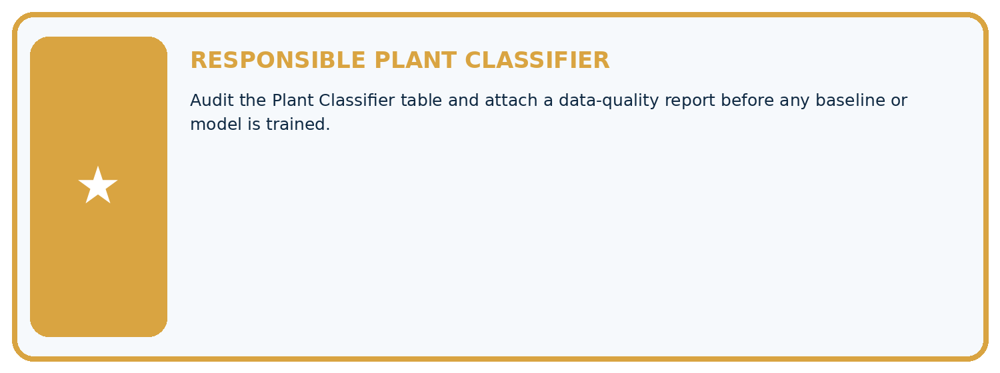 RESPONSIBLE PLANT CLASSIFIER
Audit the Plant Classifier table and attach a data-quality report before any baseline or
model is trained.